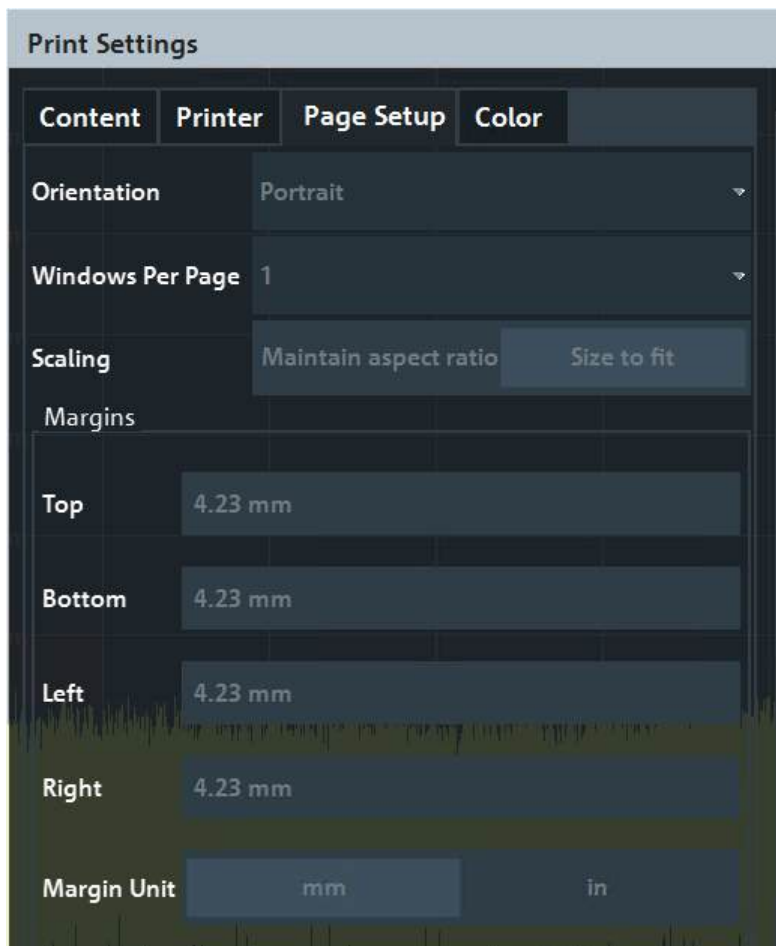 Print Settings
Content Printer Page Setup Color
Orientation Portrait
Windows Per Page 1
Scaling Maintain aspect ratio Size to fit
Margins
Top 4.23 mm
Bottom 4.23 mm
Left 4.23 mm
Right 4.23 mm
Margin Unit mm in